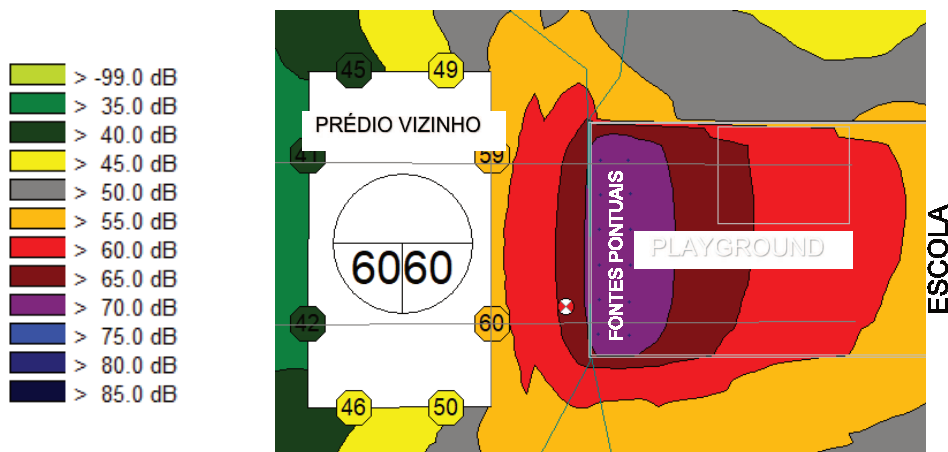 > -99.0 dB
> 35.0 dB
> 40.0 dB
> 45.0 dB
> 50.0 dB
> 55.0 dB
> 60.0 dB
> 65.0 dB
> 70.0 dB
> 75.0 dB
> 80.0 dB
> 85.0 dB
45
49
PRÉDIO VIZINHO
41
59
60 60
FONTES PONTUAIS
PLAYGROUND
ESCOLA
42
60
46
50